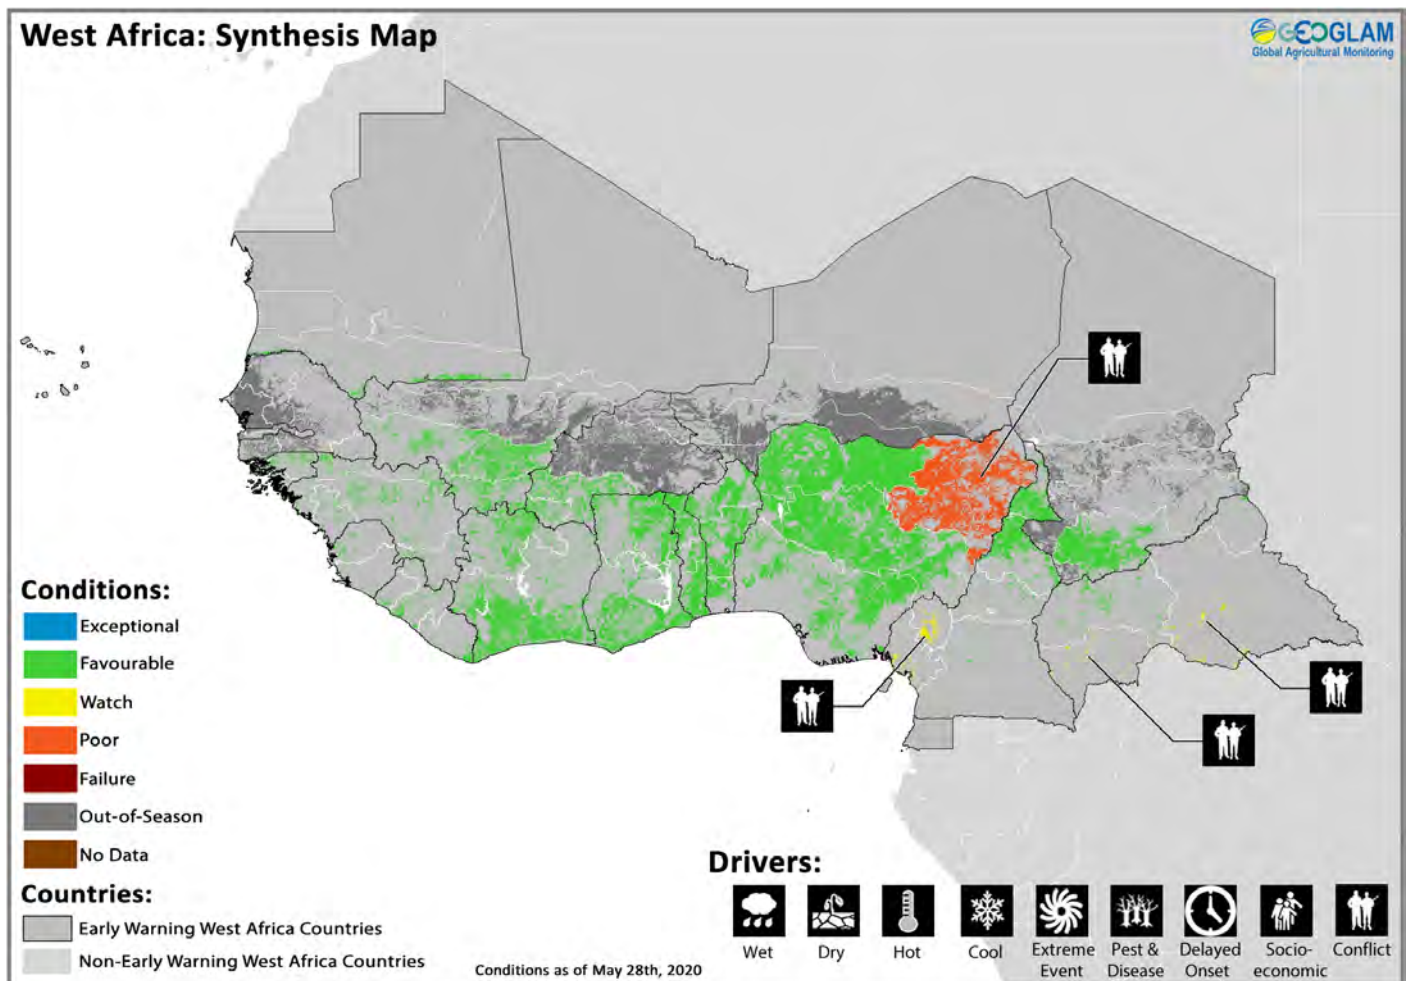 West Africa: Synthesis Map
GEOGLAM
Global Agricultural Monitoring
Conditions:
Exceptional
Favourable
Watch
Poor
Failure
Out-of-Season
No Data
Countries:
Early Warning West Africa Countries
Non-Early Warning West Africa Countries
Conditions as of May 28th, 2020
Drivers:
Wet
Dry
Hot
Cool
Extreme
Event
Pest &
Disease
Delayed
Onset
Socio-
economic
Conflict